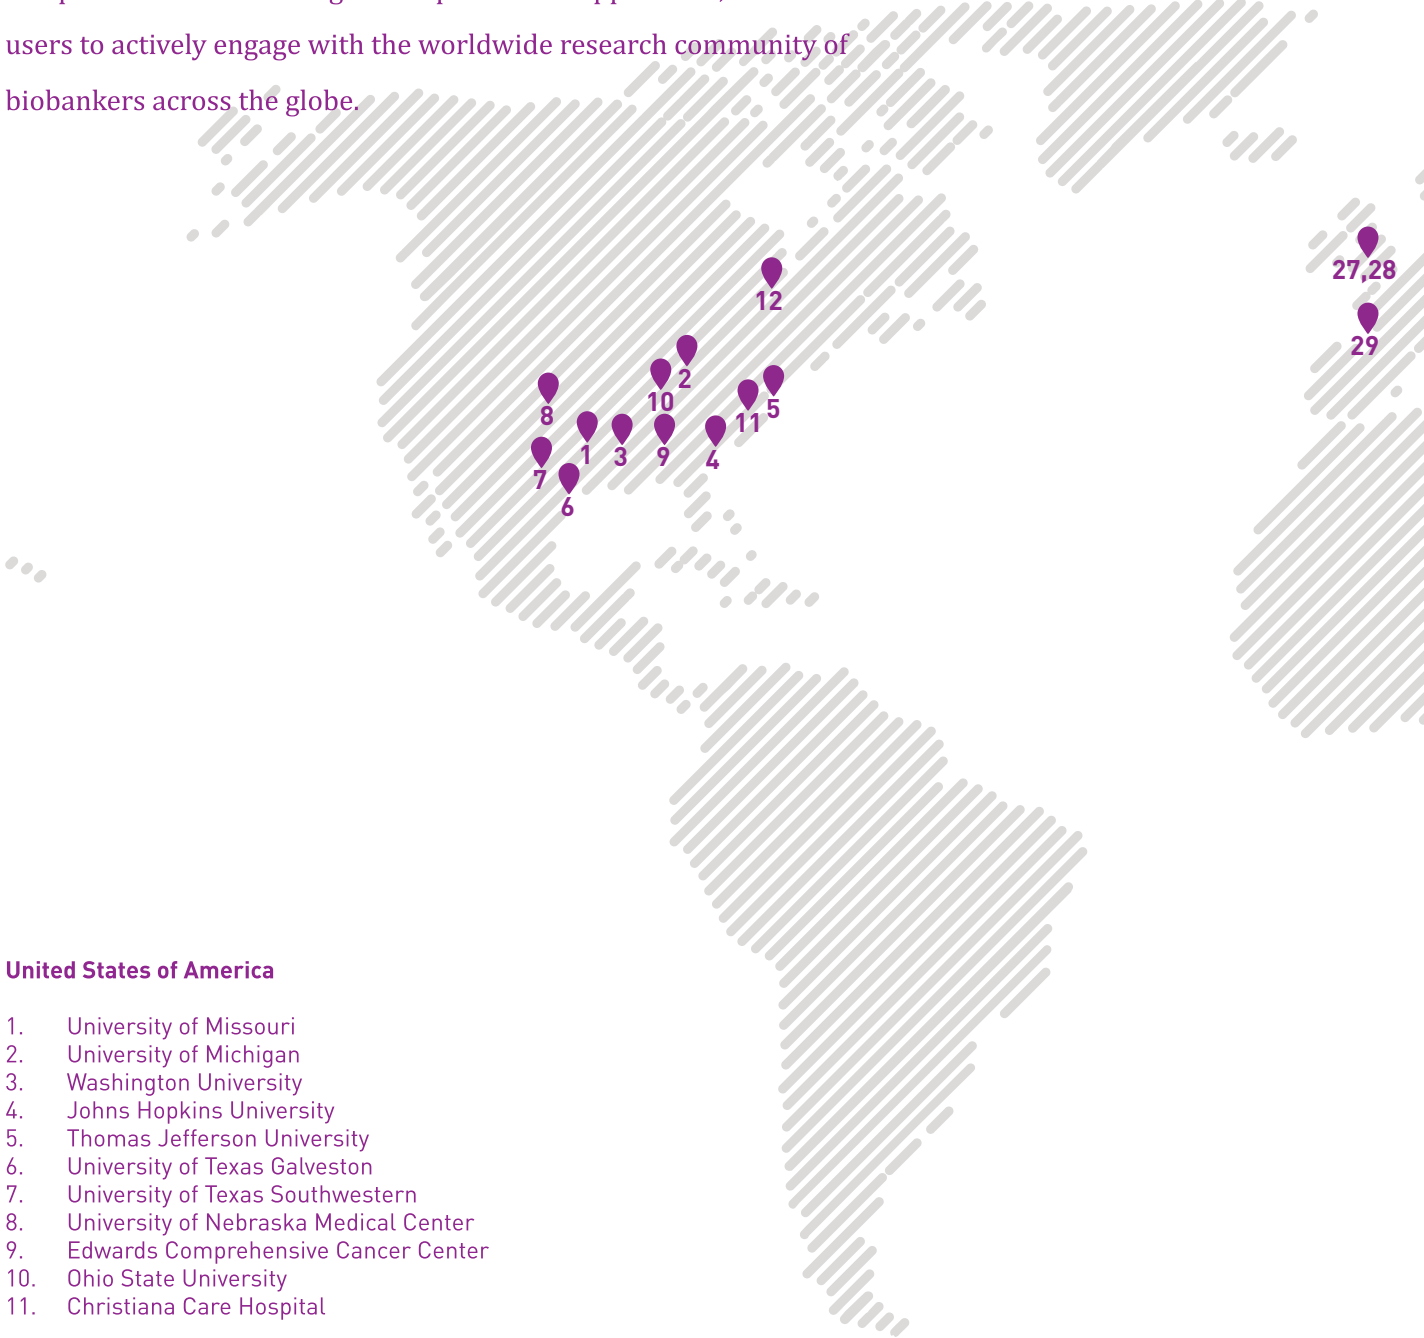 users to actively engage with the worldwide research community of
biobankers across the globe.
27,28
12
29
2
10
8
5
11
1
3
9
4
7
6
United States of America
1. University of Missouri
2. University of Michigan
3. Washington University
4. Johns Hopkins University
5. Thomas Jefferson University
6. University of Texas Galveston
7. University of Texas Southwestern
8. University of Nebraska Medical Center
9. Edwards Comprehensive Cancer Center
10. Ohio State University
11. Christiana Care Hospital